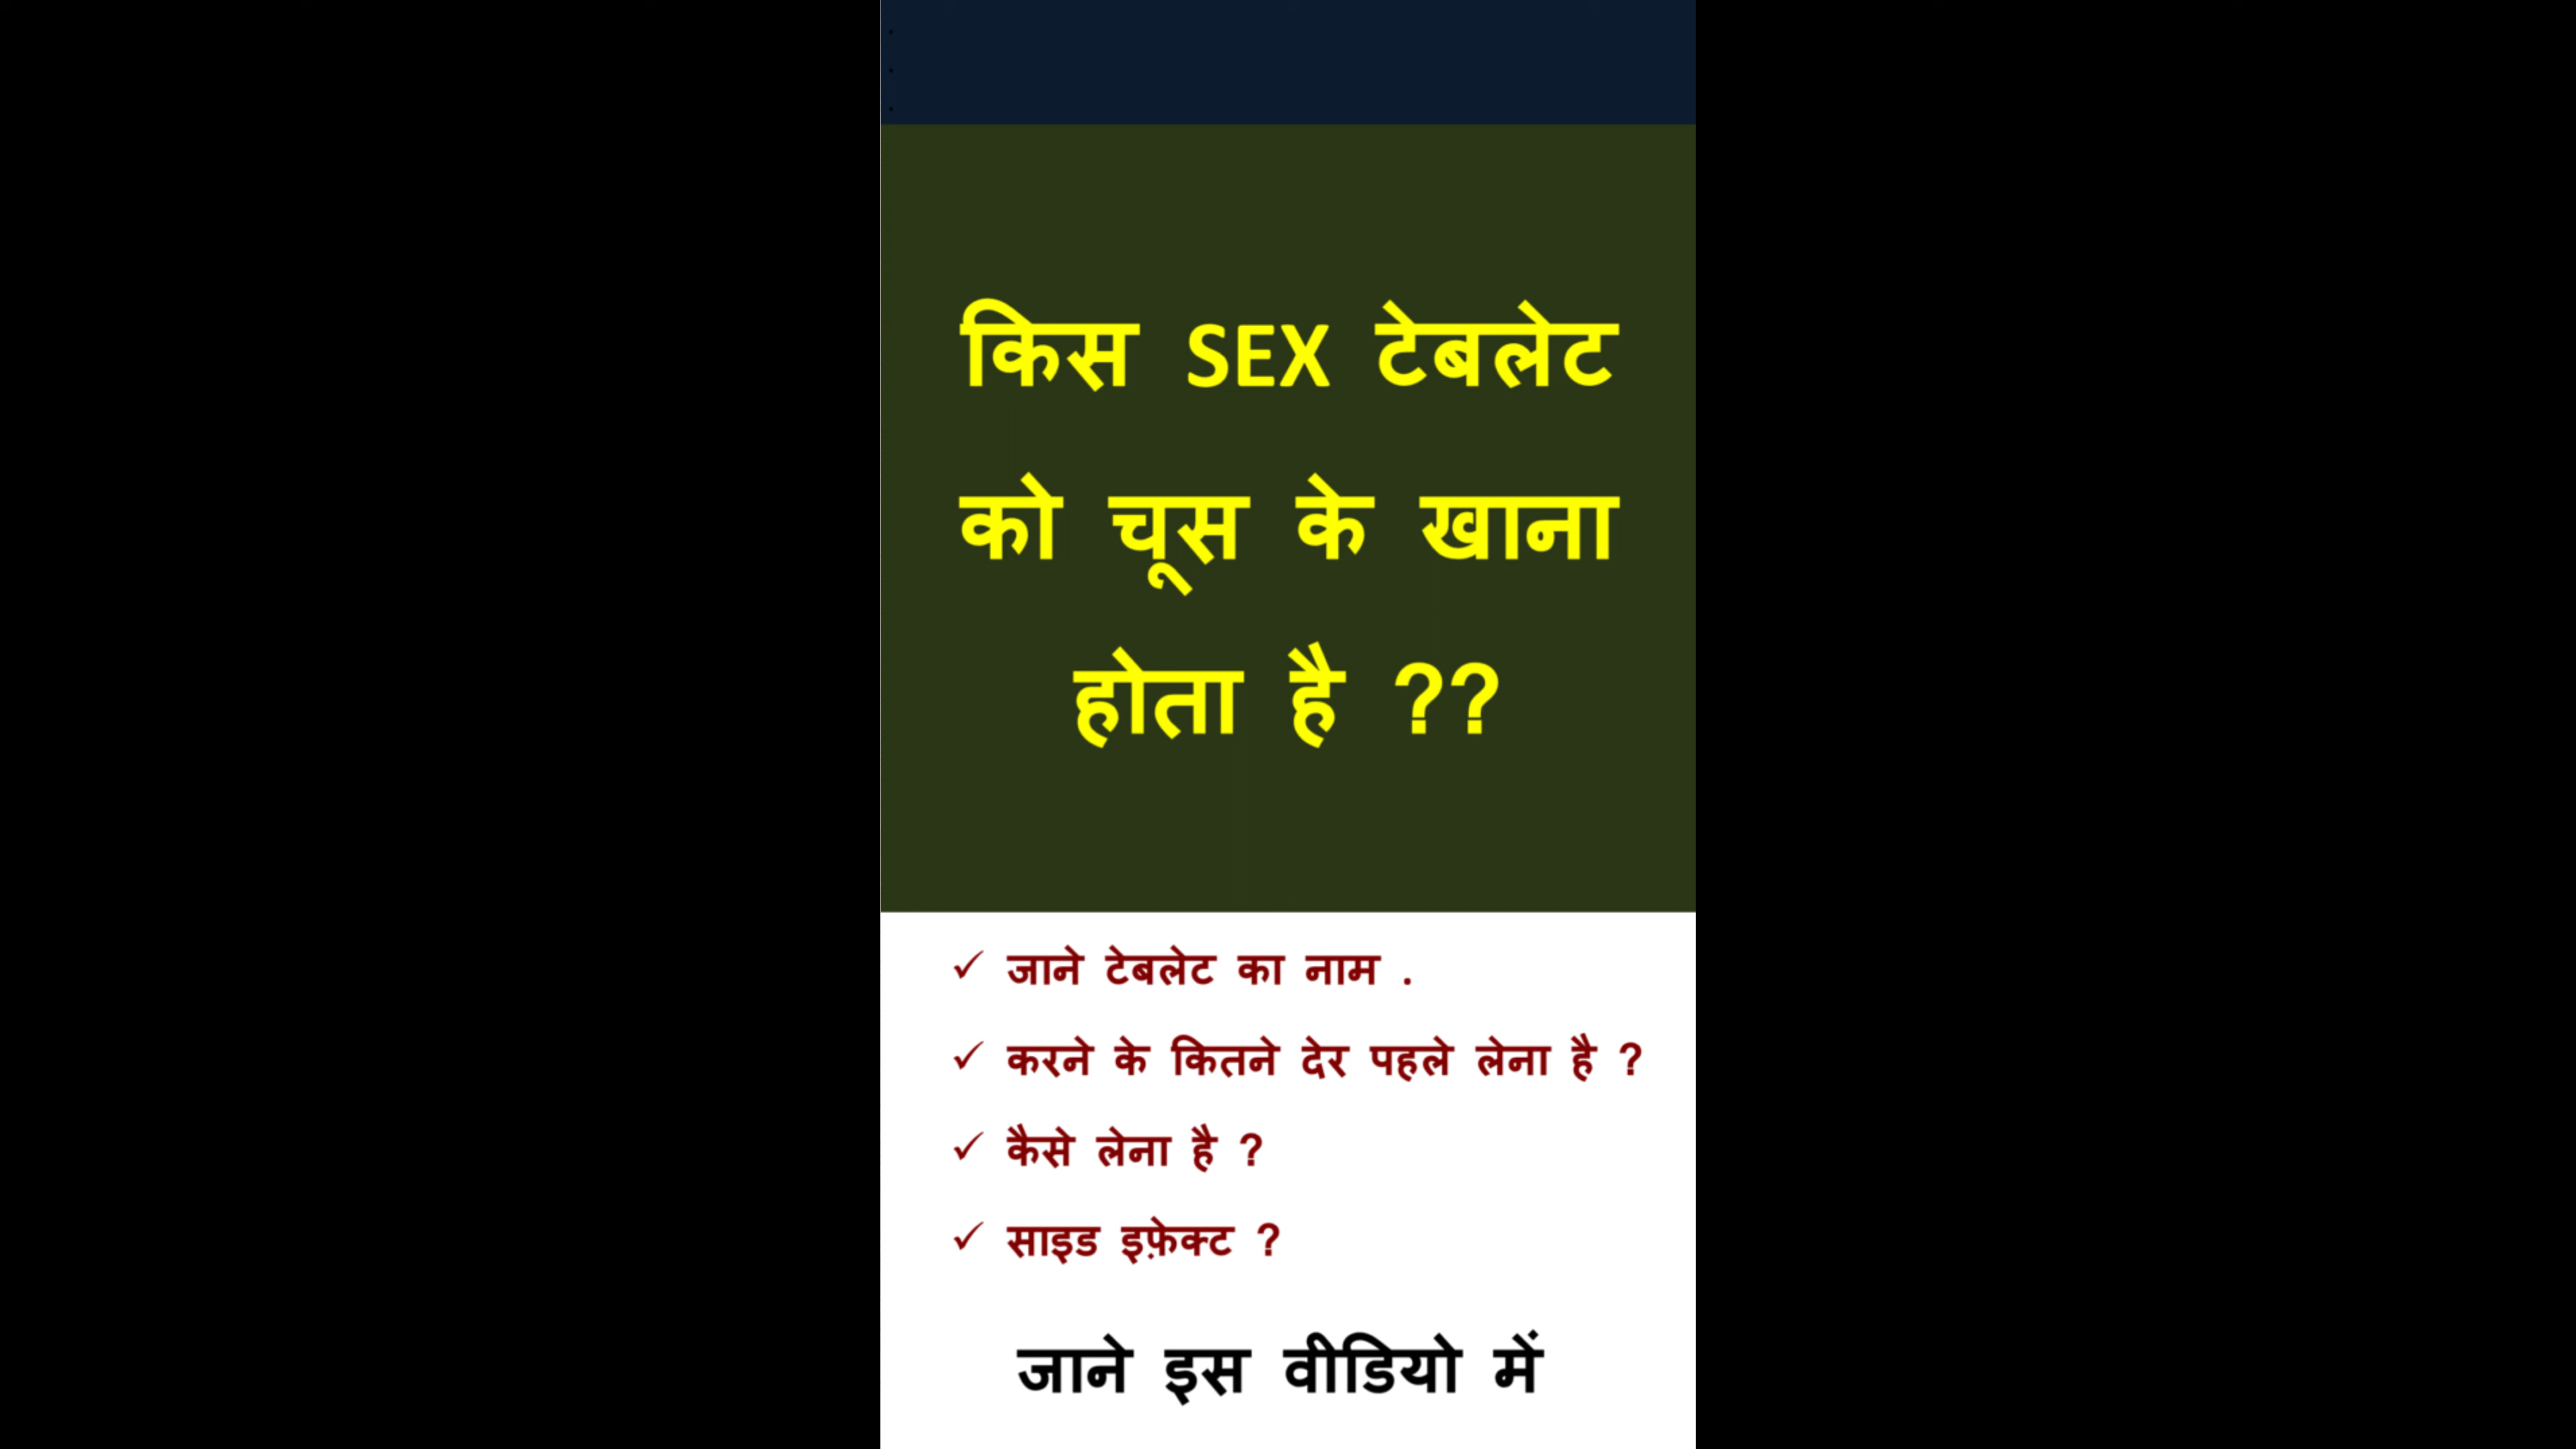 किस SEX टेबलेट
को चूस के खाना
होता है ??
✓ जाने टेबलेट का नाम .
✓ करने के कितने देर पहले लेना है ?
✓ कैसे लेना है ?
✓ साइड इफ़ेक्ट ?
जाने इस वीडियो में